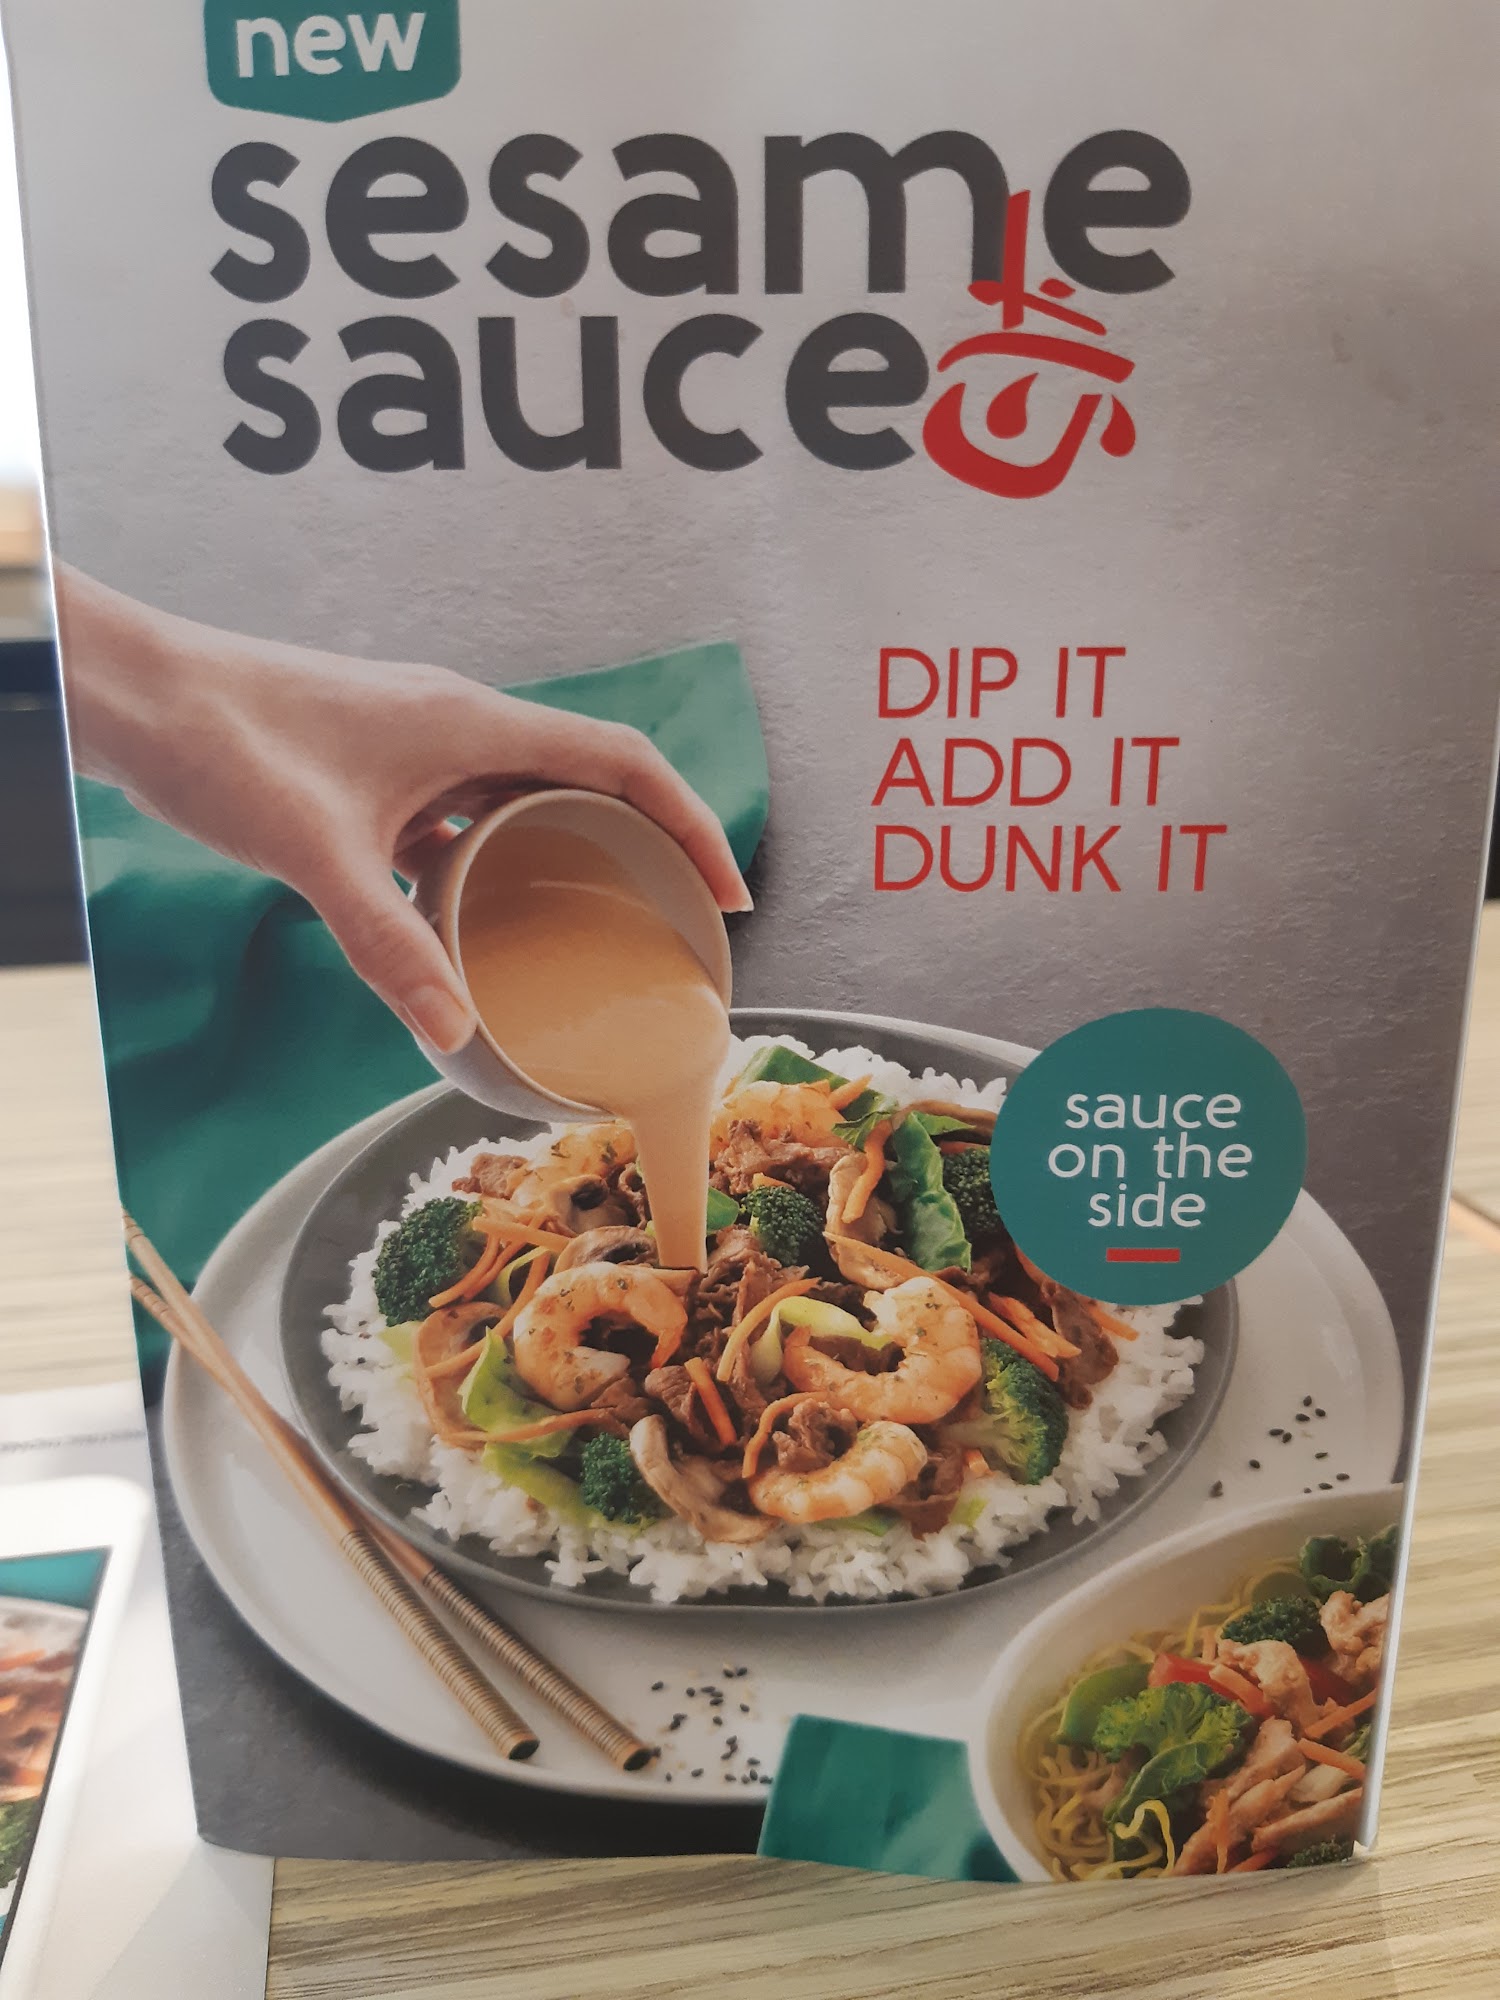 new
sesame
sauce
DIP IT
ADD IT
DUNK IT
sauce
on the
side